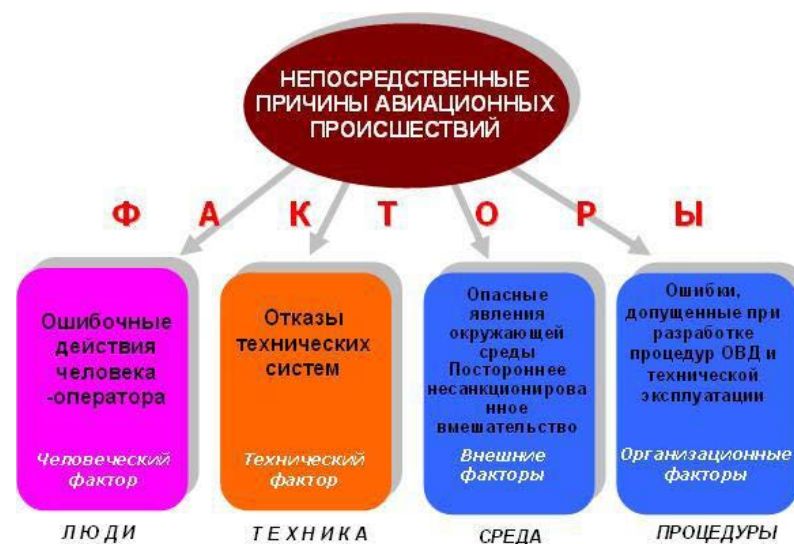 НЕПОСРЕДСТВЕННЫЕ
ПРИЧИНЫ АВИАЦИОННЫХ
ПРОИСШЕСТВИЙ
Ф А К Т О Р Ы
Ошибочные
действия
человека
-оператора
Человеческий
фактор
ЛЮДИ
Отказы
технических
систем
Технический
фактор
ТЕХНИКА
Опасные
явления
окружающей
среды
Постороннее
несанкционирова
нное
вмешательство
Внешние
факторы
СРЕДА
Ошибки,
допущенные при
разработке
процедур ОВД и
технической
эксплуатации
Организационные
факторы
ПРОЦЕДУРЫ